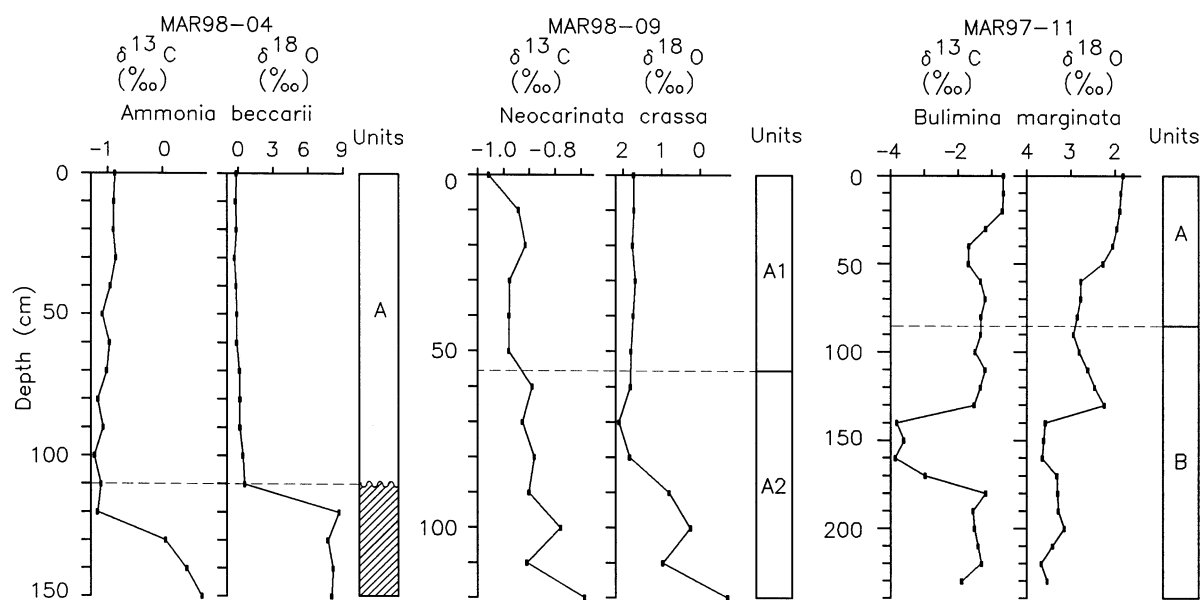 MAR98-04 MAR98-09 MAR97-11
δ13C δ18O δ13C δ18O δ13C δ18O
(‰) (‰) (‰) (‰) (‰) (‰)
Ammonia beccarii Neocarinata crassa Bulimina marginata
Units Units Units
-1 0 0 3 6 9 -1.0 -0.8 2 1 0 -4 -2 4 3 2
0 0 0
A A1 A
50 50 50
Depth (cm)
100 100 100
A2 B
150 150
200